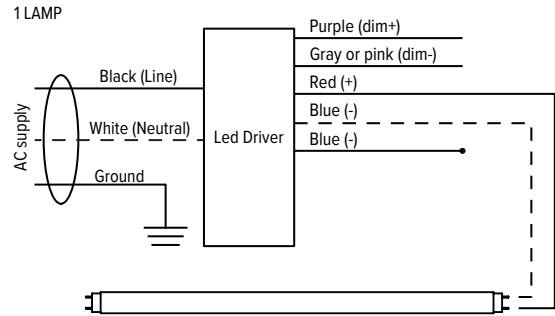 1 LAMP
Purple (dim+)
Gray or pink (dim-)
Red (+)
Blue (-)
Blue (-)
Black (Line)
White (Neutral)
Ground
AC supply
Led Driver